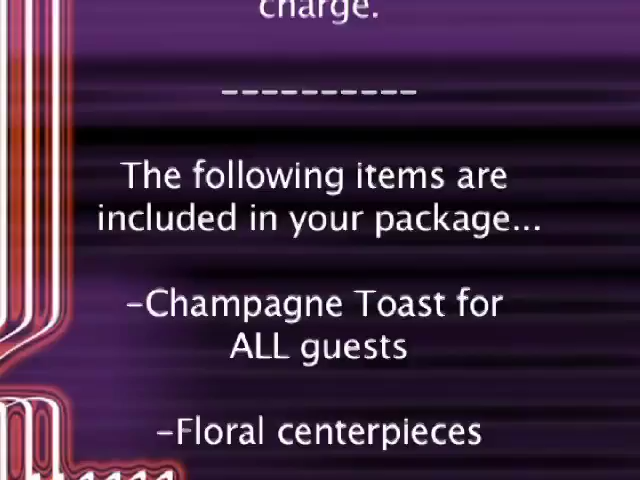 charge.
----------
The following items are
included in your package...
-Champagne Toast for
ALL guests
-Floral centerpieces